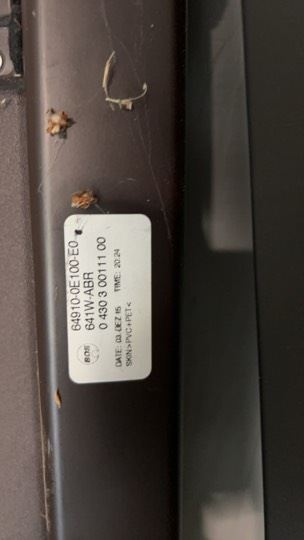 64910-0E100-E0
641W-ABR
BOS
0 430 3 00111 00
DATE: 03. DEZ 15 TIME: 20:24
SKIN>PVC+PET<